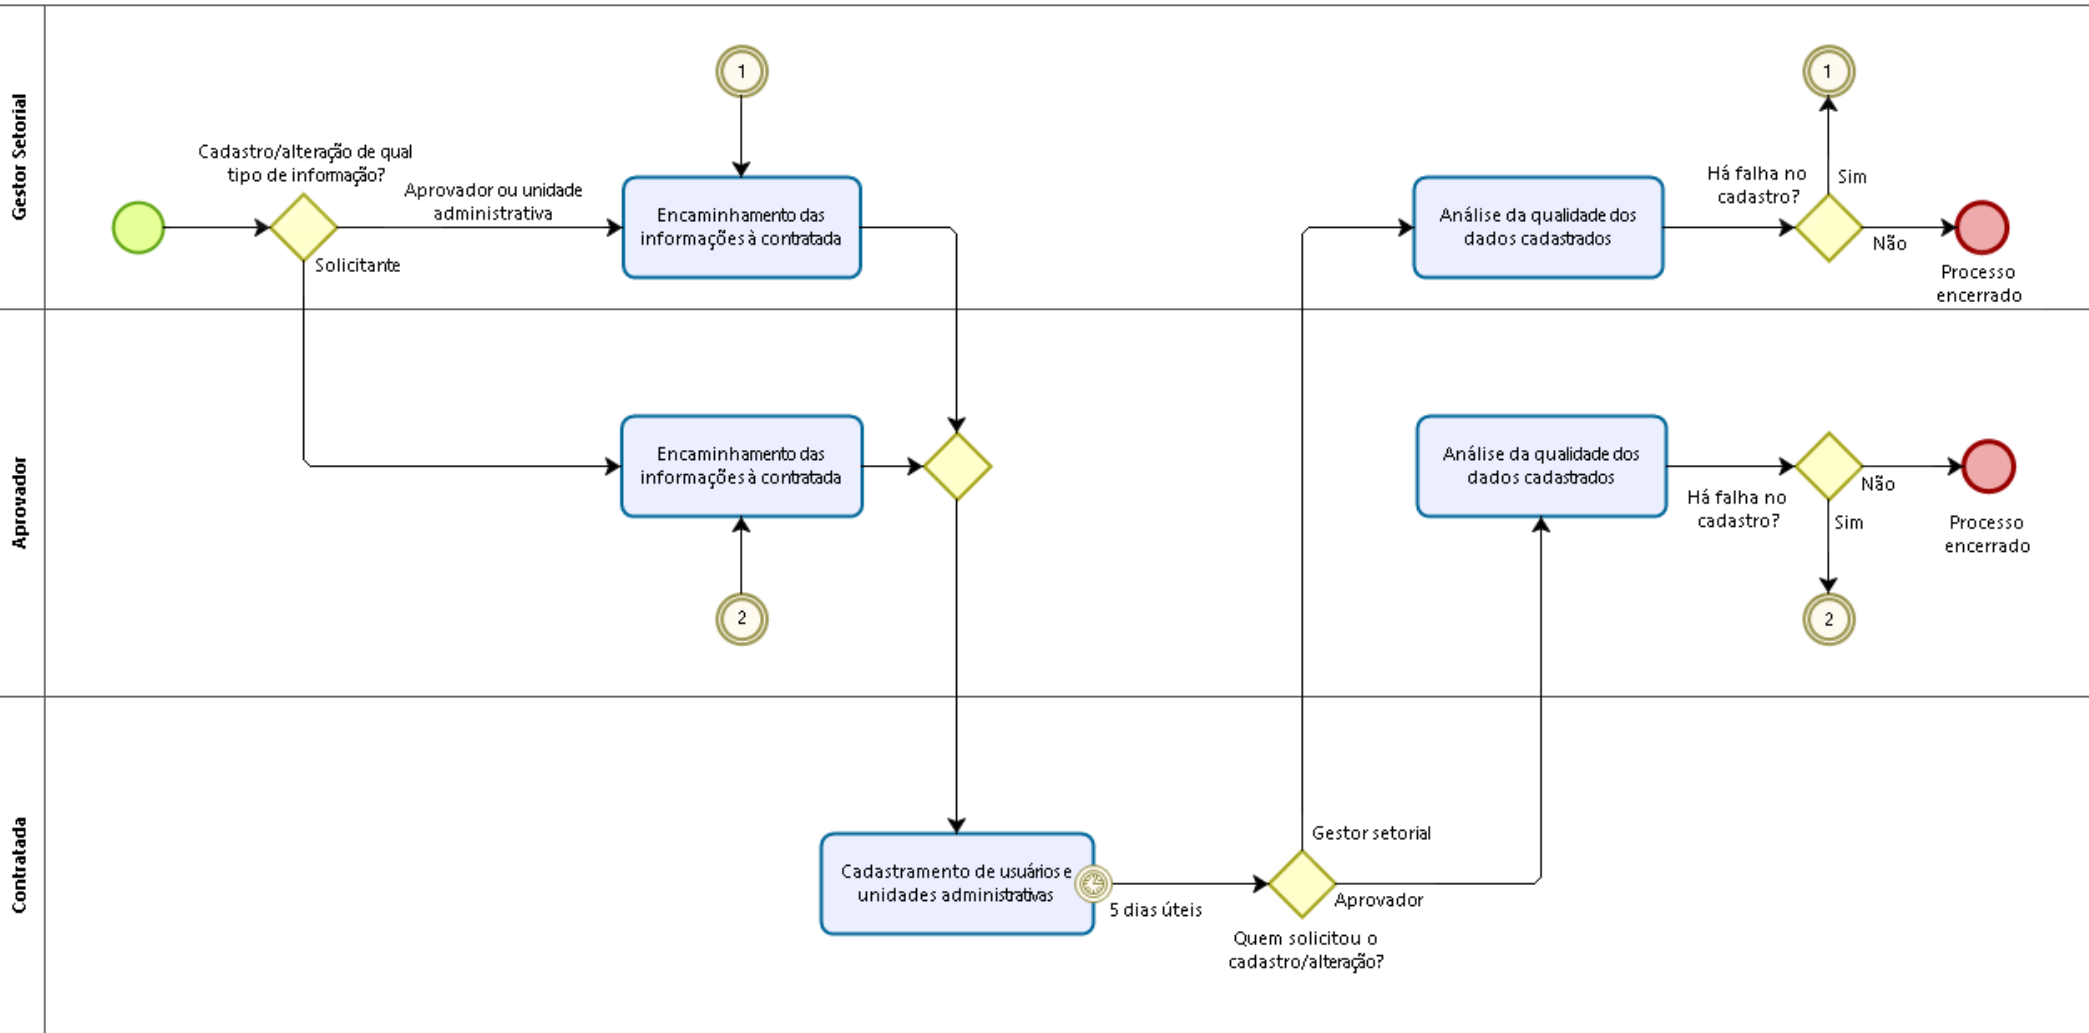 Gestor Setorial
1
Cadastro/alteração de qual
tipo de informação?
Aprovador ou unidade
administrativa
Solicitante
Encaminhamento das
informações à contratada
Análise da qualidade dos
dados cadastrados
1
Há falha no
cadastro?
Sim
Não
Processo
encerrado
Aprovador
Encaminhamento das
informações à contratada
2
Análise da qualidade dos
dados cadastrados
Há falha no
cadastro?
Não
Sim
Processo
encerrado
2
Contratada
Cadastramento de usuários e
unidades administrativas
5 dias úteis
Gestor setorial
Aprovador
Quem solicitou o
cadastro/alteração?